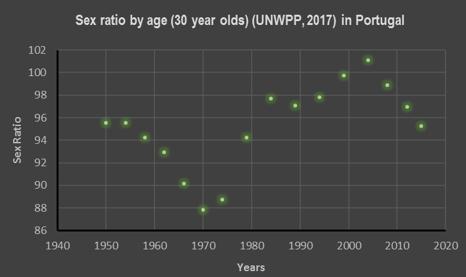 Sex ratio by age (30 year olds) (UNWPP, 2017) in Portugal
102
100
98
96
94
92
90
88
86
Sex Ratio
1940 1950 1960 1970 1980 1990 2000 2010 2020
Years